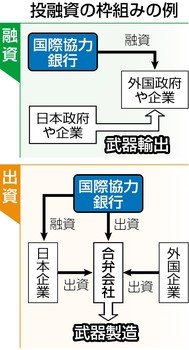 投融資の枠組みの例
融資
国際協力
銀行
融資
外国政府
や企業
日本政府
や企業
武器輸出
出資
国際協力
銀行
融資
出資
日本企業
出資
合弁会社
出資
外国企業
武器製造